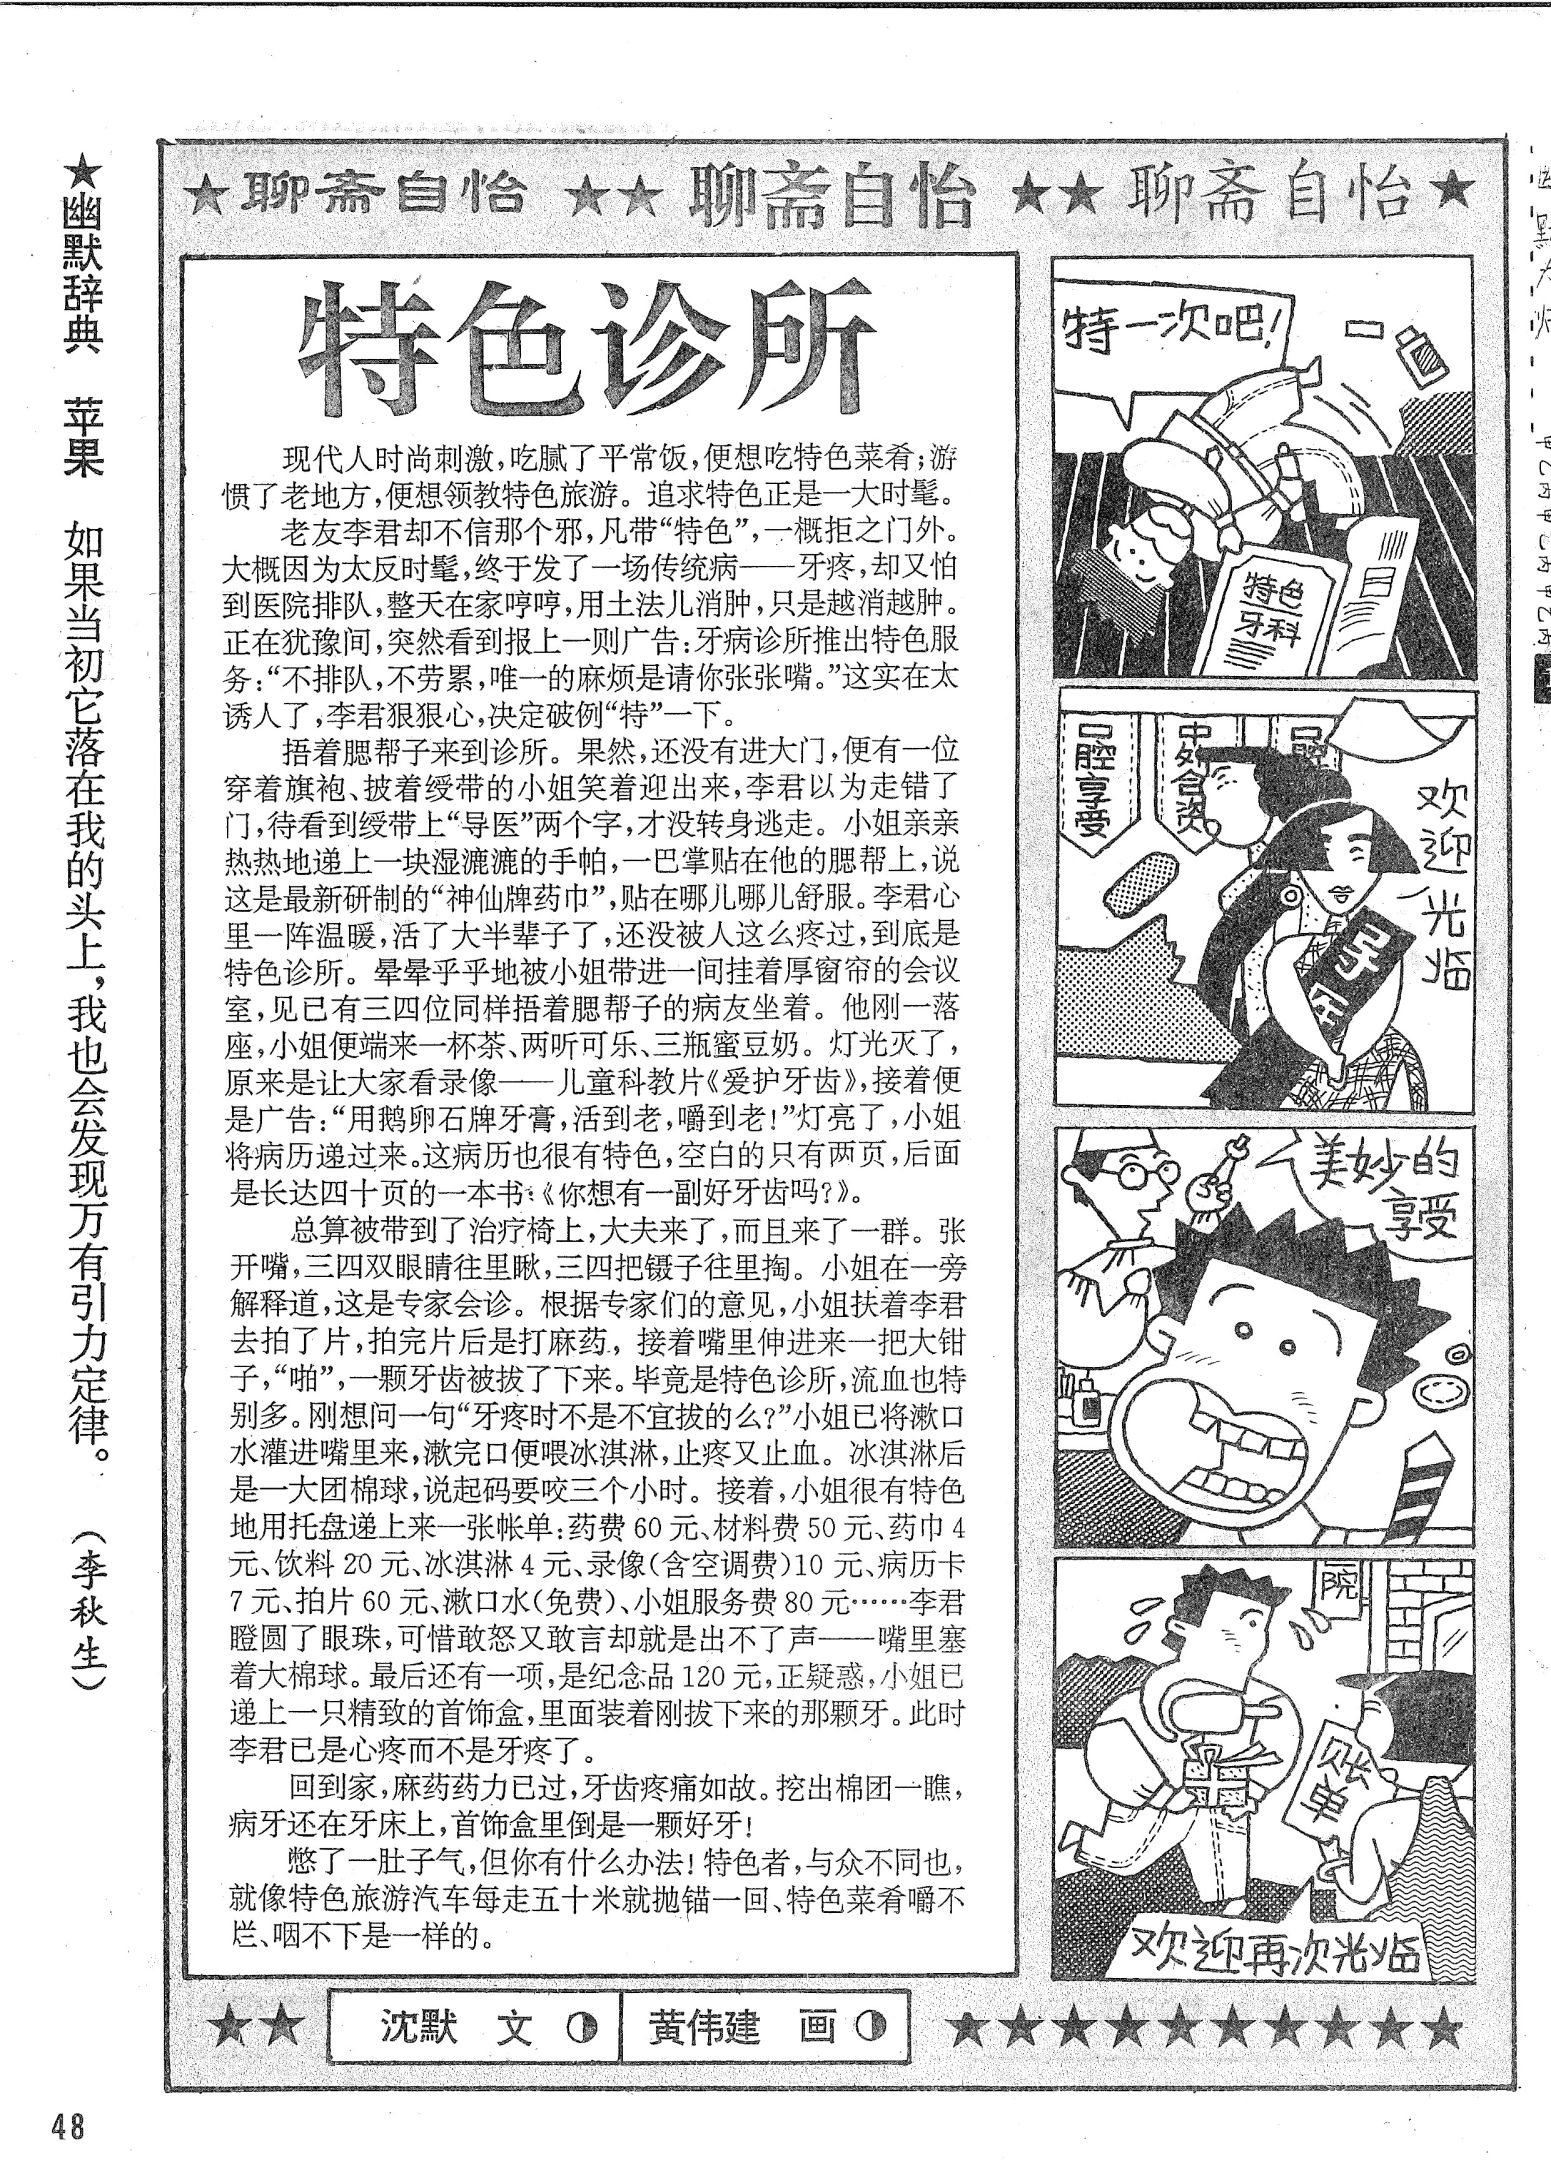 ★聊斋自怡★★聊斋自怡★★聊斋自怡★
特色诊所
现代人时尚刺激,吃腻了平常饭,便想吃特色菜肴;游
惯了老地方,便想领教特色旅游。追求特色正是一大时髦。
老友李君却不信那个邪,凡带“特色”,一概拒之门外。
大概因为太反时髦,终于发了一场传统病——牙疼,却又怕
到医院排队,整天在家哼哼,用土法儿消肿,只是越消越肿。
正在犹豫间,突然看到报上一则广告:牙病诊所推出特色服
务:“不排队,不劳累,唯一的麻烦是请你张张嘴。”这实在太
诱人了,李君狠狠心,决定破例“特”一下。
捂着腮帮子来到诊所。果然,还没有进大门,便有一位
穿着旗袍、披着绶带的小姐笑着迎出来,李君以为走错了
门,待看到绶带上“导医”两个字,才没转身逃走。小姐亲亲
热热地递上一块湿漉漉的手帕,一巴掌贴在他的腮帮上,说
这是最新研制的“神仙牌药巾”,贴在哪儿哪儿舒服。李君心
里一阵温暖,活了大半辈子了,还没被人这么疼过,到底是
特色诊所。晕晕乎乎地被小姐带进一间挂着厚窗帘的会议
室,见已有三四位同样捂着腮帮子的病友坐着。他刚一落
座,小姐便端来一杯茶、两听可乐、三瓶蜜豆奶。灯光灭了,
原来是让大家看录像——儿童科教片《爱护牙齿》,接着便
是广告:“用鹅卵石牌牙膏,活到老,嚼到老!”灯亮了,小姐
将病历递过来。这病历也很有特色,空白的只有两页,后面
是长达四十页的一本书:《你想有一副好牙齿吗?》。
总算被带到了治疗椅上,大夫来了,而且来了一群。张
开嘴,三四双眼睛往里瞅,三四把镊子往里掏。小姐在一旁
解释道,这是专家会诊。根据专家们的意见,小姐扶着李君
去拍了片,拍完片后是打麻药,接着嘴里伸进来一把大钳
子,“啪”,一颗牙齿被拔了下来。毕竟是特色诊所,流血也特
别多。刚想问一句“牙疼时不是不宜拔的么?”小姐已将漱口
水灌进嘴里来,漱完口便喂冰淇淋,止疼又止血。冰淇淋后
是一大团棉球,说起码要咬三个小时。接着,小姐很有特色
地用托盘递上来一张帐单:药费60元、材料费50元、药巾4
元、饮料20元、冰淇淋4元、录像(含空调费)10元、病历卡
7元、拍片60元、漱口水(免费)、小姐服务费80元……李君
瞪圆了眼珠,可惜敢怒又敢言却就是出不了声——嘴里塞
着大棉球。最后还有一项,是纪念品120元,正疑惑,小姐已
递上一只精致的首饰盒,里面装着刚拔下来的那颗牙。此时
李君已是心疼而不是牙疼了。
回到家,麻药药力已过,牙齿疼痛如故。挖出棉团一瞧,
病牙还在牙床上,首饰盒里倒是一颗好牙!
憋了一肚子气,但你有什么办法!特色者,与众不同也,
就像特色旅游汽车每走五十米就抛锚一回、特色菜肴嚼不
烂、咽不下是一样的。
特一次吧!
特色
牙科
日
口腔享受
中外合资
口腔
欢迎光临
导医
美妙的
享受
院
账单
欢迎再次光临
★★ 沈默 文 黄伟建 画 ★★★★★★★★★★
★幽默辞典 苹果 如果当初它落在我的头上,我也会发现万有引力定律。(李秋生)
48